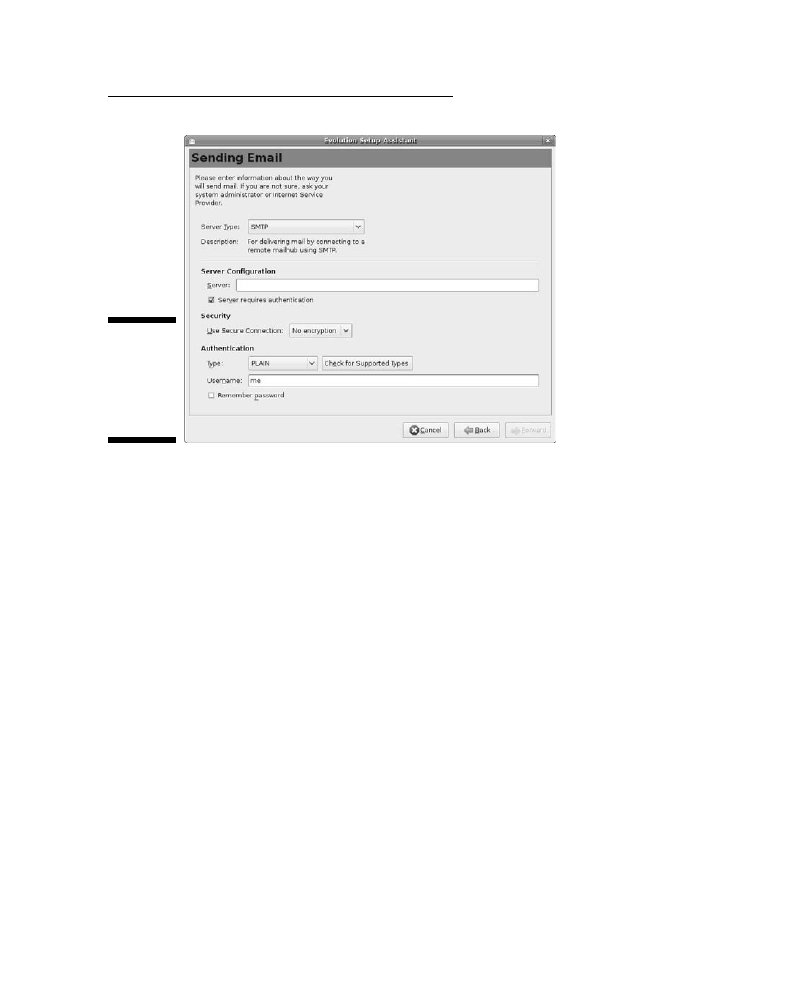 Evolution Setup Assistant
Sending Email
Please enter information about the way you
will send mail. If you are not sure, ask your
system administrator or Internet Service
Provider.
Server Type: SMTP
Description: For delivering mail by connecting to a
remote mailhub using SMTP.
Server Configuration
Server:
Server requires authentication
Security
Use Secure Connection: No encryption
Authentication
Type: PLAIN Check for Supported Types
Username: me
Remember password
Cancel Back Forward